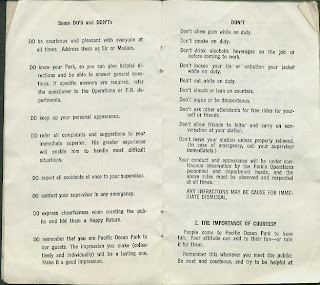 Some DO's and DON'Ts
DO be courteous and pleasant with everyone at
all times. Address them as Sir or Madam.
DO know your Park, so you can give helpful di-
rections and be able to answer general ques-
tions. If specific answers are required, refer
the questioner to the Operations or P.R. de-
partments.
DO keep up your personal appearance.
DO refer all complaints and suggestions to your
immediate superior. His greater experience
will enable him to handle most difficult
situations.
DO report all accidents at once to your supervisor.
DO contact your supervisor in any emergency.
DO express cheerfulness when greeting the pub-
lic and bid them a Happy Return.
DO remember that you are Pacific Ocean Park to
our guests. The impression you make (collec-
tively and individually) will be a lasting one.
Make it a good impression.
DON'T
Don't chew gum while on duty.
Don't smoke on duty.
Don't drink alcoholic beverages on the job or
before coming to work.
Don't loosen your tie or unbutton your jacket
while on duty.
Don't eat while on duty.
Don't slouch or lean on counters.
Don't argue or be discourteous.
Don't ask other attendants for free rides for your-
self or friends.
Don't allow friends to loiter and carry on con-
versation at your station.
Don't leave your station unless properly relieved.
(In case of emergency, call your supervisor
immediately.)
Your conduct and appearance will be under con-
tinuous observation by the Park's Operations
personnel and department heads, and the
above rules must be observed and respected
at all times.
ANY INFRACTIONS MAY BE CAUSE FOR IMME-
DIATE DISMISSAL.
2. THE IMPORTANCE OF COURTESY
People come to Pacific Ocean Park to have
fun. Your attitude can add to their fun—or ruin
it for them.
Remember this whenever you meet the public:
Be neat and courteous, and try to be helpful at